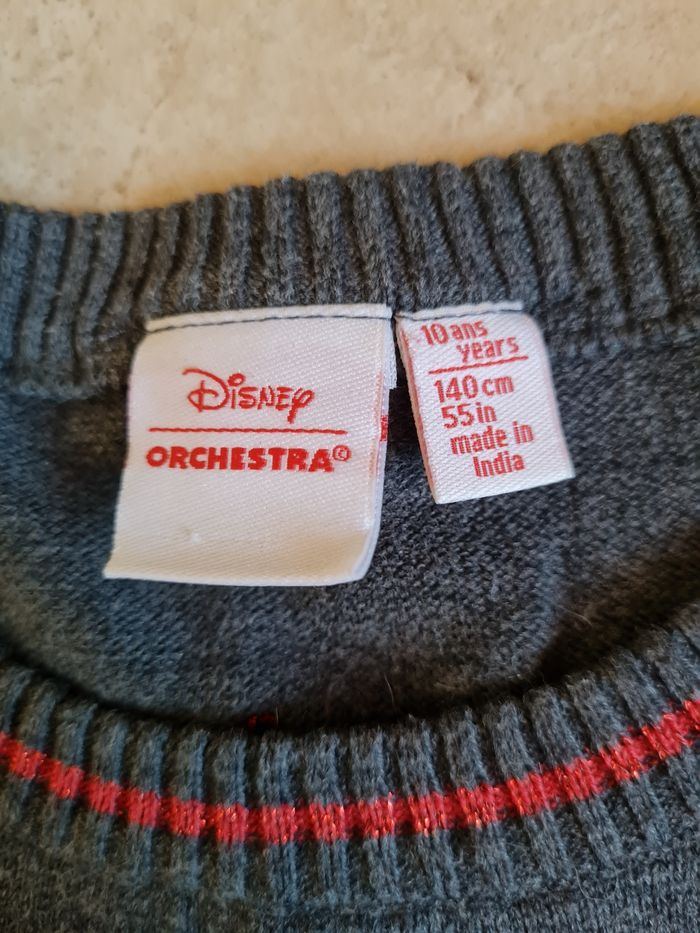 Disney
ORCHESTRA©
10 ans
years
140 cm
55 in
made in
India